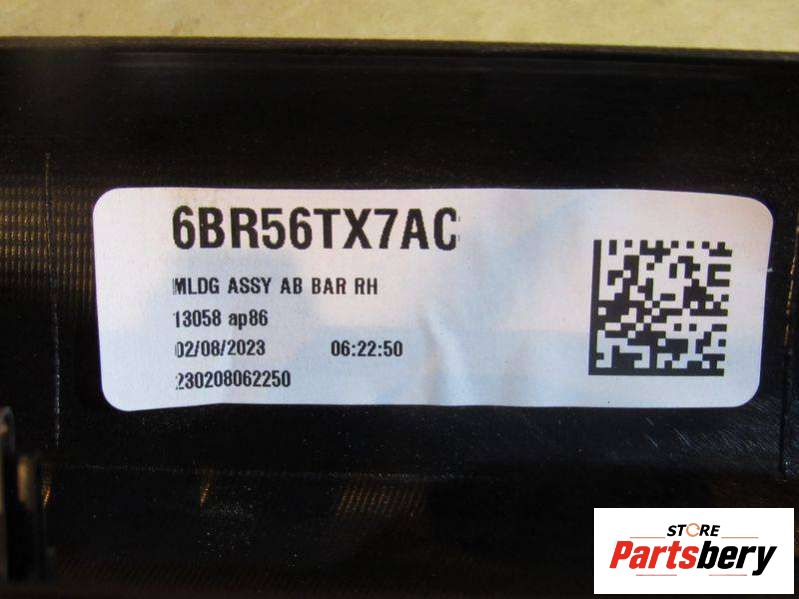 6BR56TX7AC
MLDG ASSY AB BAR RH
13058 ap86
02/08/2023 06:22:50
230208062250
STORE
Partsbery